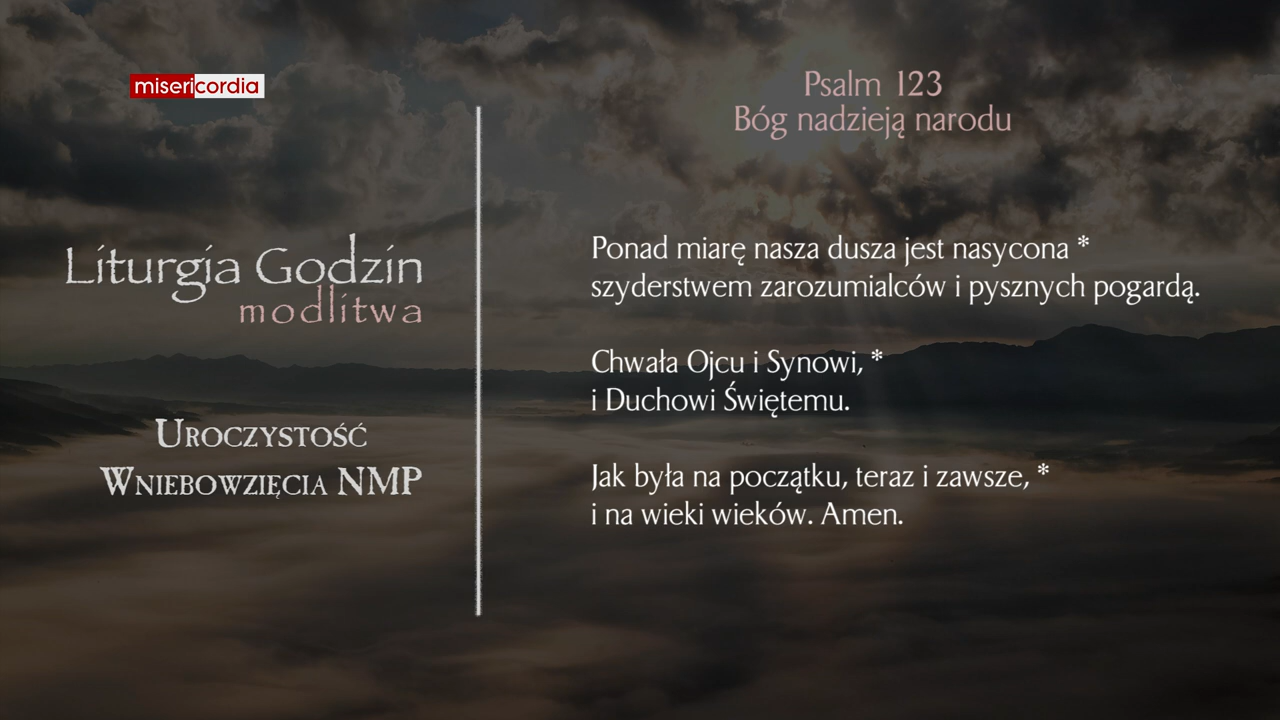 misericordia
Liturgia Godzin
modlitwa
Uroczystość
Wniebowzięcia NMP
Psalm 123
Bóg nadzieją narodu
Ponad miarę nasza dusza jest nasycona *
szyderstwem zarozumialców i pysznych pogardą.
Chwała Ojcu i Synowi, *
i Duchowi Świętemu.
Jak była na początku, teraz i zawsze, *
i na wieki wieków. Amen.